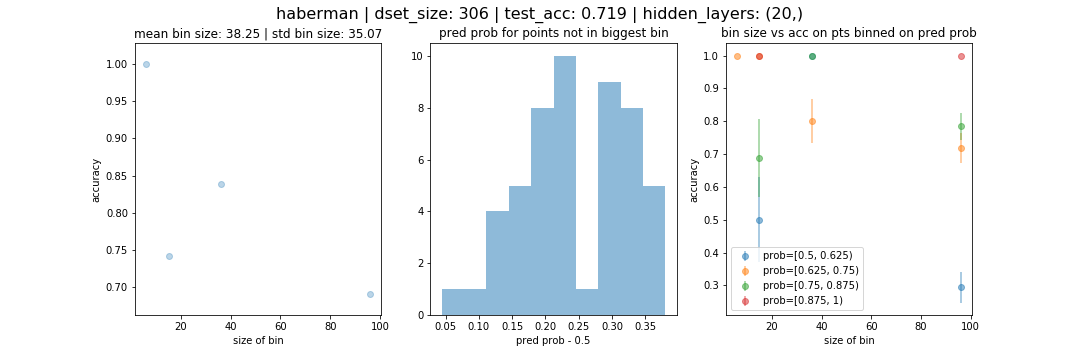 haberman | dset_size: 306 | test_acc: 0.719 | hidden_layers: (20,)
mean bin size: 38.25 | std bin size: 35.07
1.00
0.95
0.90
0.85
0.80
0.75
0.70
accuracy
20
40
60
80
100
size of bin
pred prob for points not in biggest bin
10
8
6
4
2
0
0.05
0.10
0.15
0.20
0.25
0.30
0.35
pred prob - 0.5
bin size vs acc on pts binned on pred prob
1.0
0.9
0.8
0.7
0.6
0.5
0.4
0.3
accuracy
prob=[0.5, 0.625)
prob=[0.625, 0.75)
prob=[0.75, 0.875)
prob=[0.875, 1)
20
40
60
80
100
size of bin